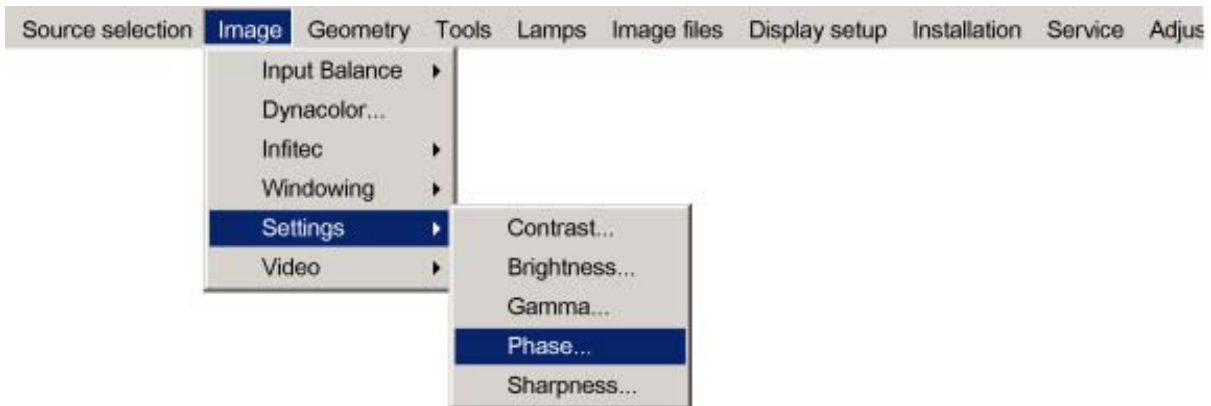 Source selection Image Geometry Tools Lamps Image files Display setup Installation Service Adjus
Input Balance
Dynacolor...
Infitec
Windowing
Settings
Video
Contrast...
Brightness...
Gamma...
Phase...
Sharpness...